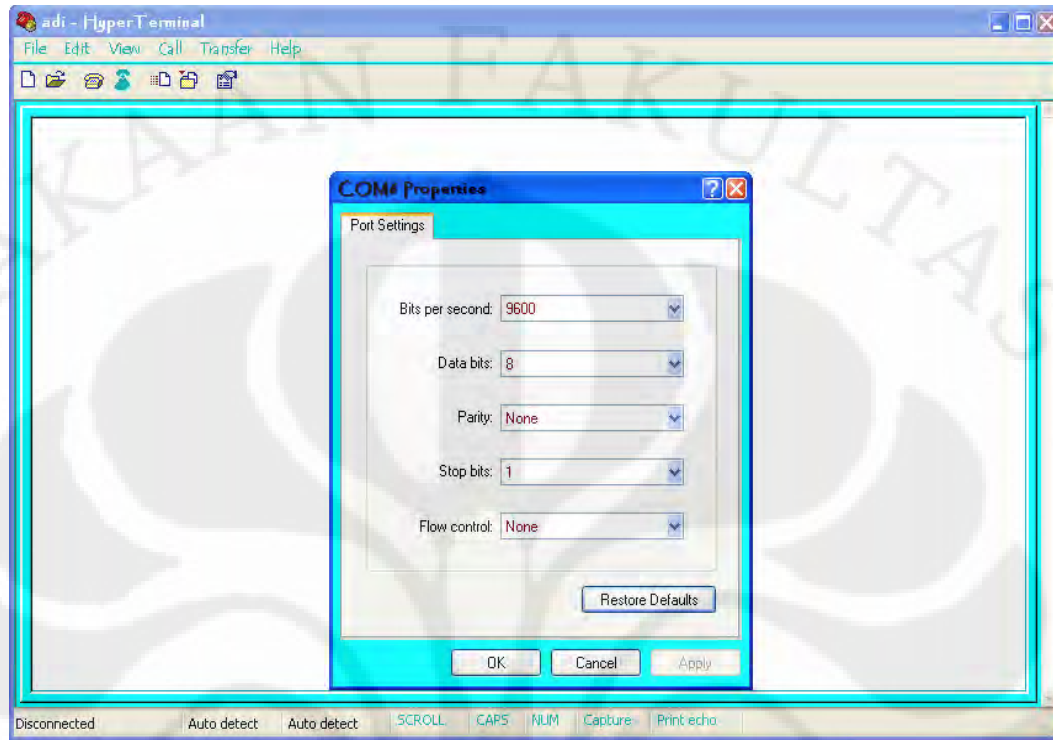 adi - HyperTerminal
File Edit View Call Transfer Help
KAAN FAKULTAS
Properties
Port Settings
Bits per second: 9600
Data bits: 8
Parity: None
Stop bits: 1
Flow control: None
Restore Defaults
OK Cancel Apply
Disconnected Auto detect Auto detect SCROLL CAPS NUM Capture Print echo